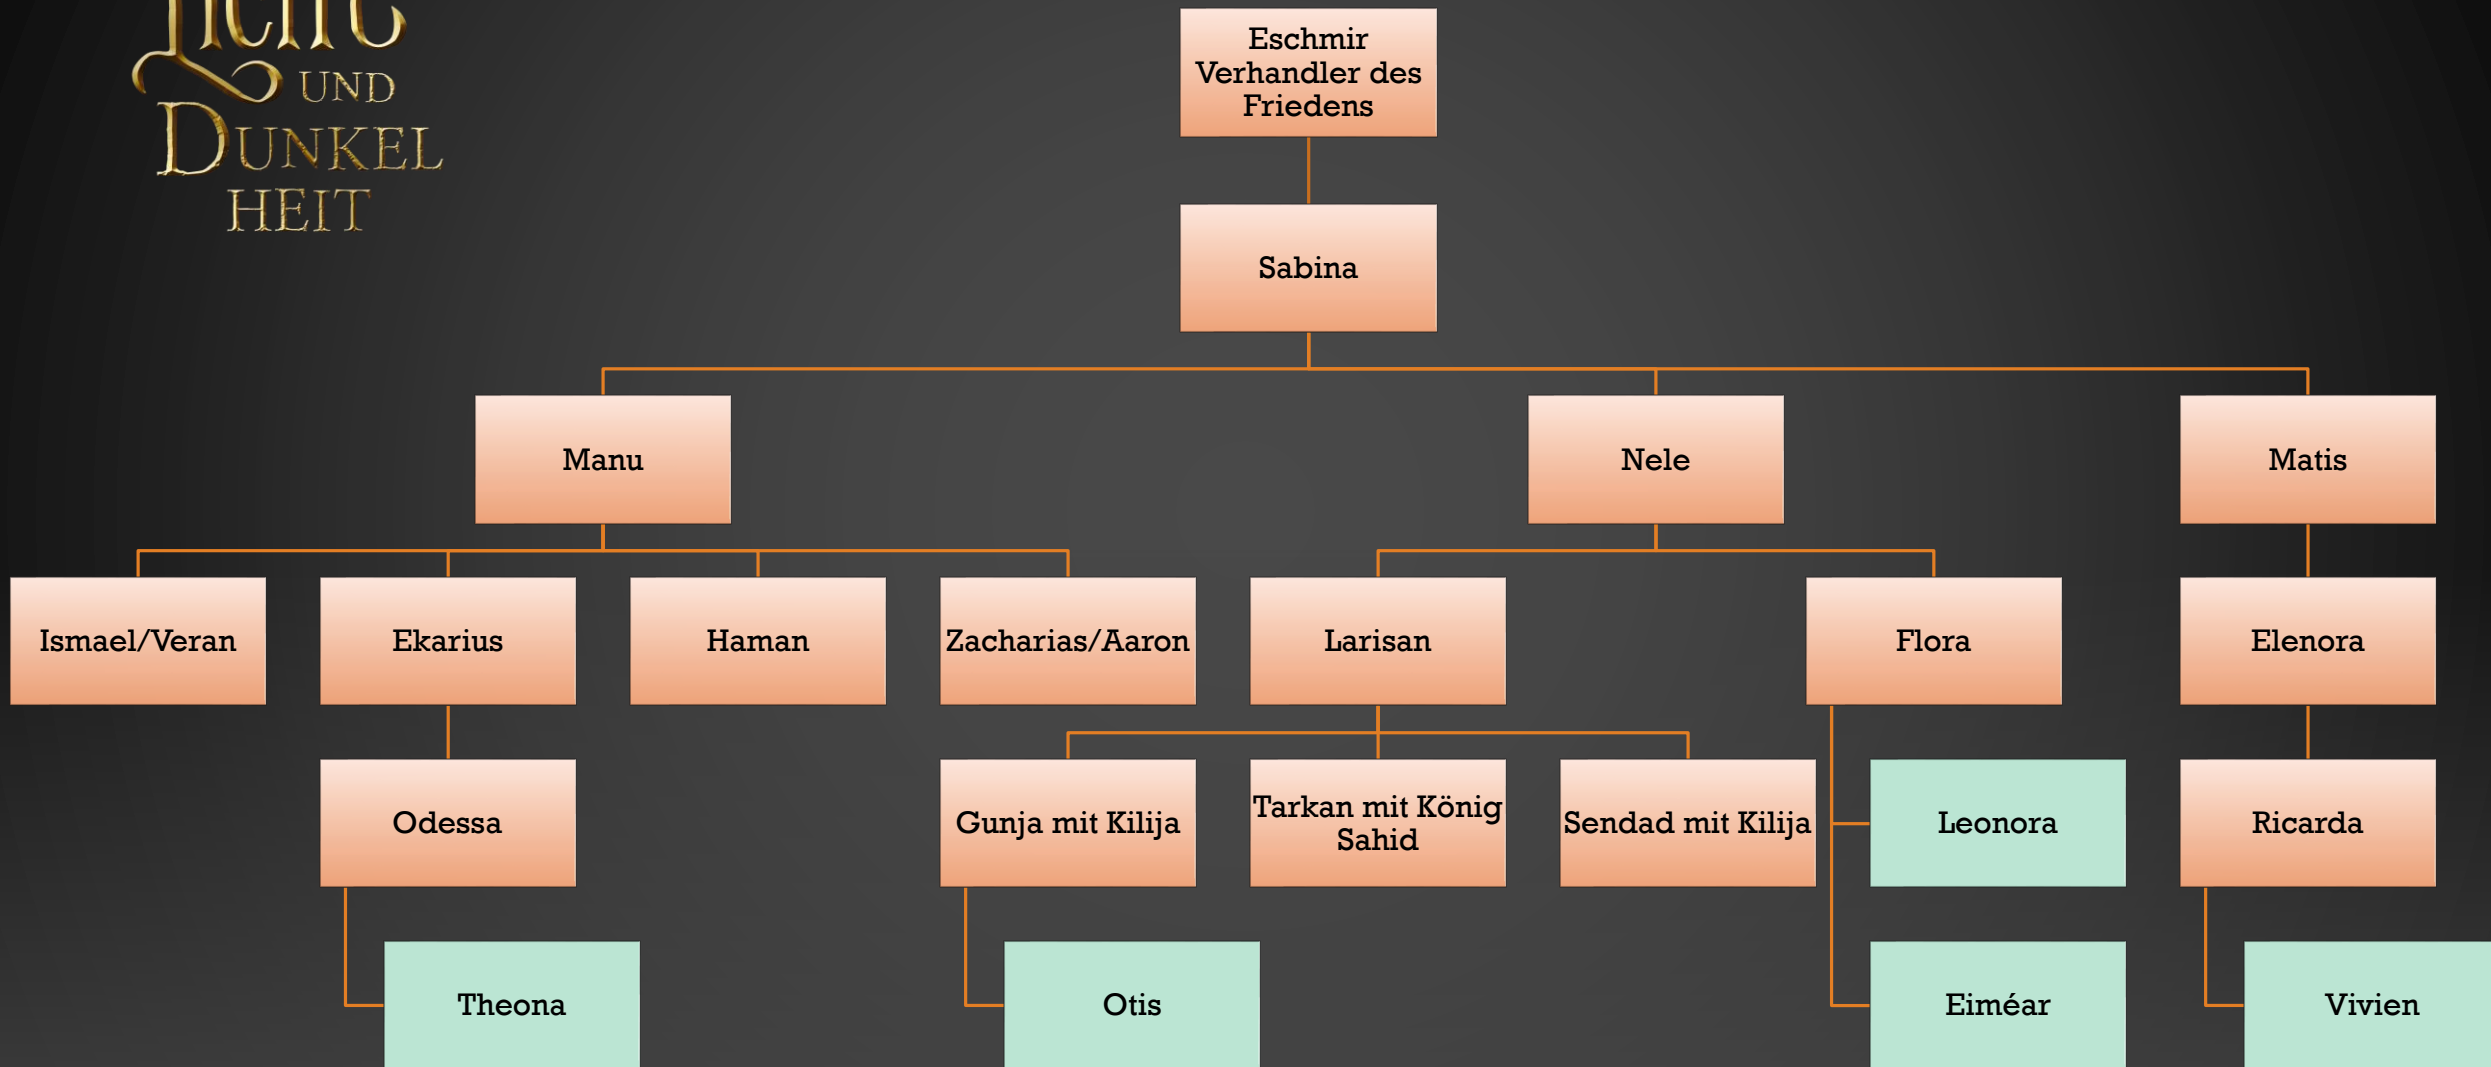 Licht
UND
DUNKEL
HEIT
Eschmir
Verhandler des
Friedens
Sabina
Manu
Nele
Matis
Ismael/Veran
Ekarius
Haman
Zacharias/Aaron
Larisan
Flora
Elenora
Odessa
Gunja mit Kilija
Tarkan mit König
Sahid
Sendad mit Kilija
Leonora
Ricarda
Theona
Otis
Eiméar
Vivien